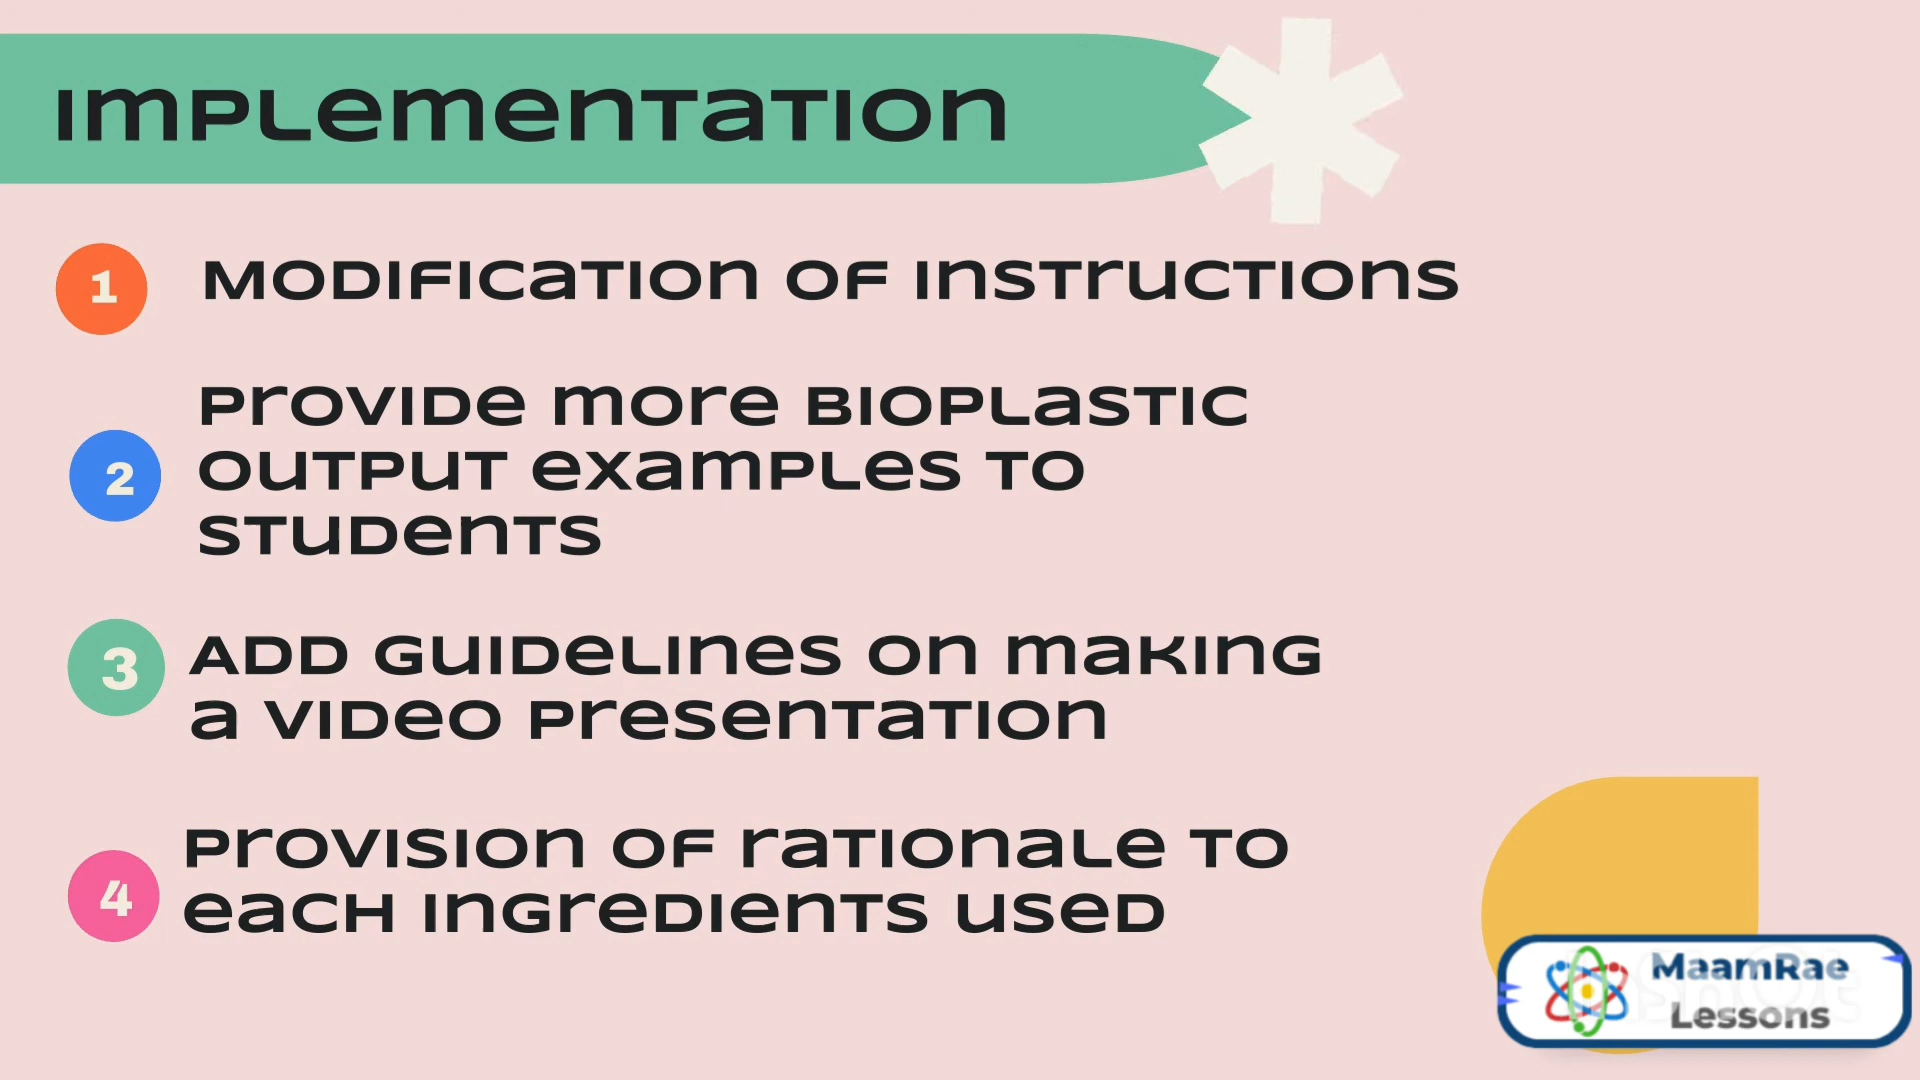 Implementation
1
Modification of Instructions
Provide more Bioplastic
2
output examples to
students
3
Add guidelines on making
a video presentation
Provision of rationale to
4
each ingredients used
MaamRae
Lessons